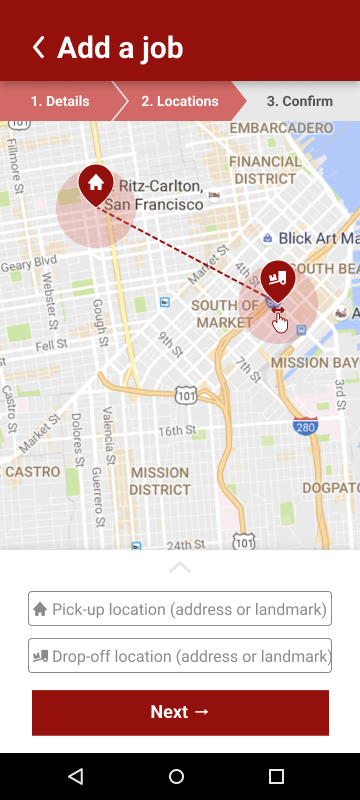 Add a job
1. Details
2. Locations
3. Confirm
101
EMBARCADERO
Fillmore St
FINANCIAL
DISTRICT
Ritz-Carlton,
San Francisco
Blick Art Ma
Geary Blvd
Market St
4th St
SOUTH BEA
Webster St
Gough St
SOUTH OF
MARKET
A
Fell St
9th St
7th St
MISSION BAY
3rd St
Castro St
101
Market St
Dolores St
Valencia St
16th St
280
E CASTRO
Guerrero St
MISSION
DISTRICT
DOGPATC
24th St
101
Pick-up location (address or landmark)
Drop-off location (address or landmark)
Next →